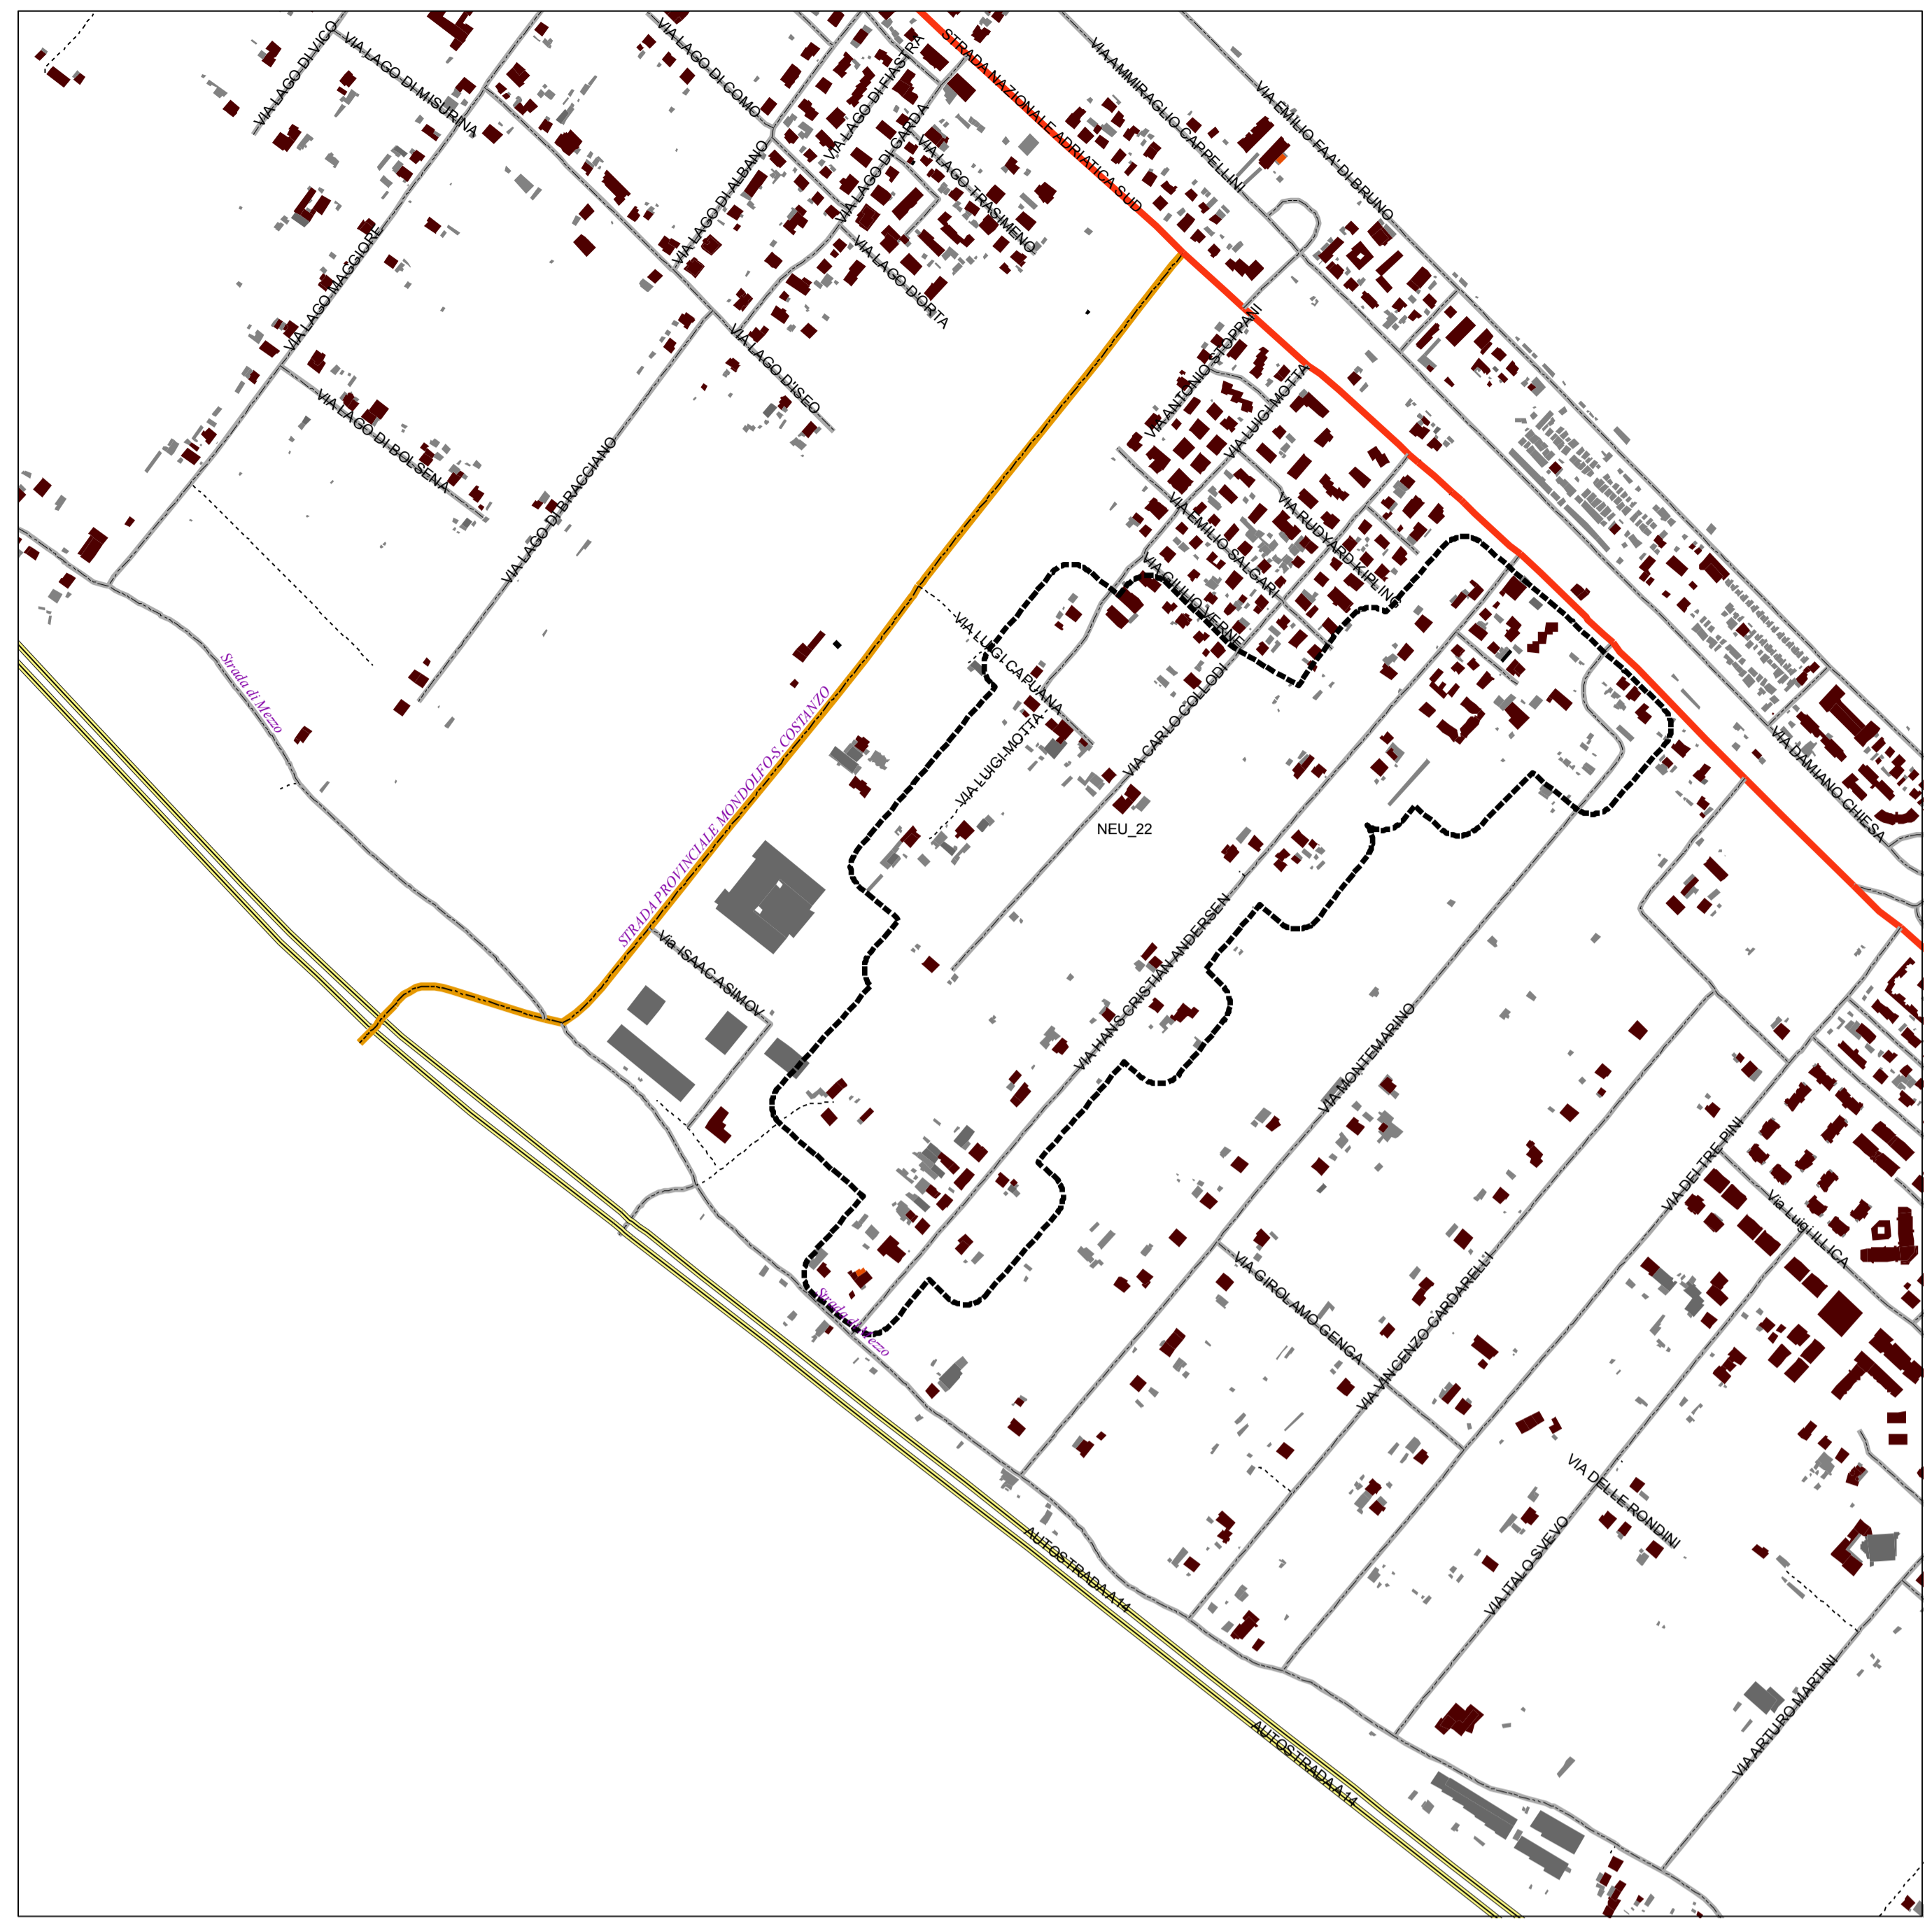 VIA LAGO DI VICO
VIA LAGO DI MISURINA
VIA LAGO DI COMO
VIA LAGO DI FIASTRA
STRADA NAZIONALE ADRIATICA SUD
VIA AMMIRAGLIO CAPPELLINI
VIA EMILIO FAA' DI BRUNO
VIA LAGO DI GARDA
VIA LAGO TRASIMENO
VIA LAGO DI ALBANO
VIA LAGO D'ORTA
VIA LAGO MAGGIORE
VIA LAGO D'ISEO
VIA LAGO DI BOLSENA
VIA LAGO DI BRACCIANO
VIA ANTONIO STOPPANI
VIA LUIGI MOTTA
VIA EMILIO SALGARI
VIA RUDYARD KIPLING
VIA GIULIO VERNE
VIA LUIGI CAPUANA
VIA LUIGI MOTTA
VIA CARLO COLLODI
Strada di Mezzo
STRADA PROVINCIALE MONDOLFO-S.COSTANZO
NEU_22
VIA DAMIANO CHIESA
Via ISAAC ASIMOV
VIA HANS CRISTIAN ANDERSEN
VIA MONTEMARINO
VIA DEI TRE PINI
Via Luigi ILLICA
VIA GIROLAMO GENGA
VIA VINCENZO CARDARELLI
Strada di Mezzo
VIA DELLE RONDINI
VIA ITALO SVEVO
AUTOSTRADA A14
VIA ARTURO MARTINI
AUTOSTRADA A14